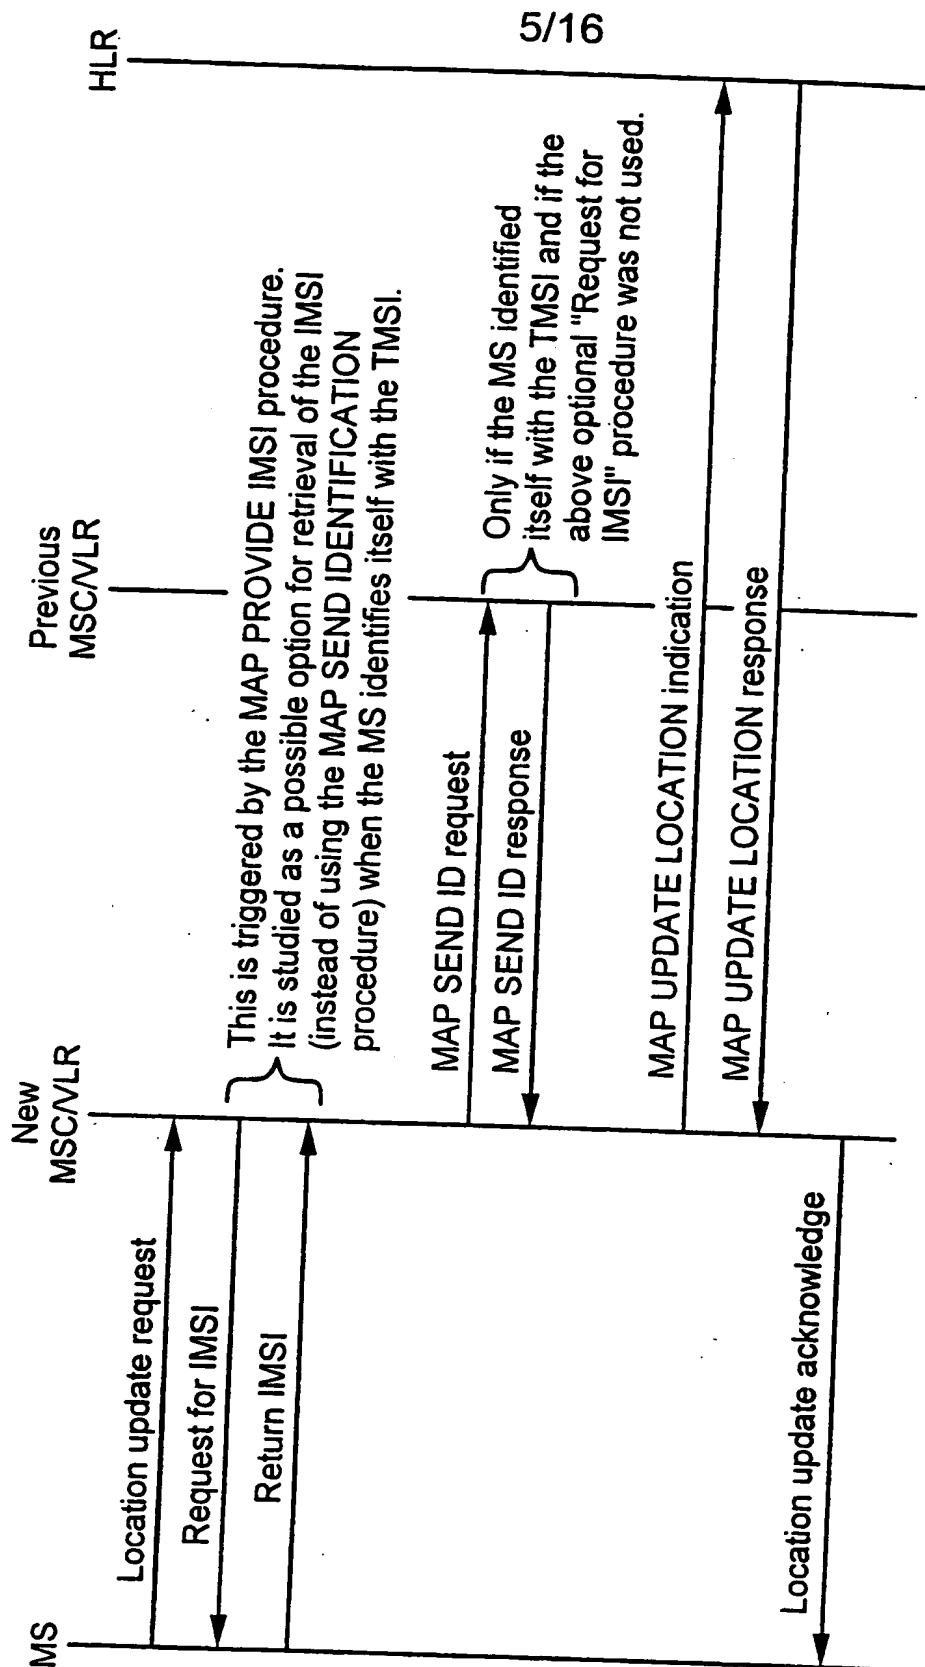 5/16
MS
New
MSC/VLR
Previous
MSC/VLR
HLR
Location update request
Request for IMSI
Return IMSI
This is triggered by the MAP PROVIDE IMSI procedure.
It is studied as a possible option for retrieval of the IMSI
(instead of using the MAP SEND IDENTIFICATION
procedure) when the MS identifies itself with the TMSI.
MAP SEND ID request
MAP SEND ID response
Only if the MS identified
itself with the TMSI and if the
above optional "Request for
IMSI" procedure was not used.
MAP UPDATE LOCATION indication
MAP UPDATE LOCATION response
Location update acknowledge